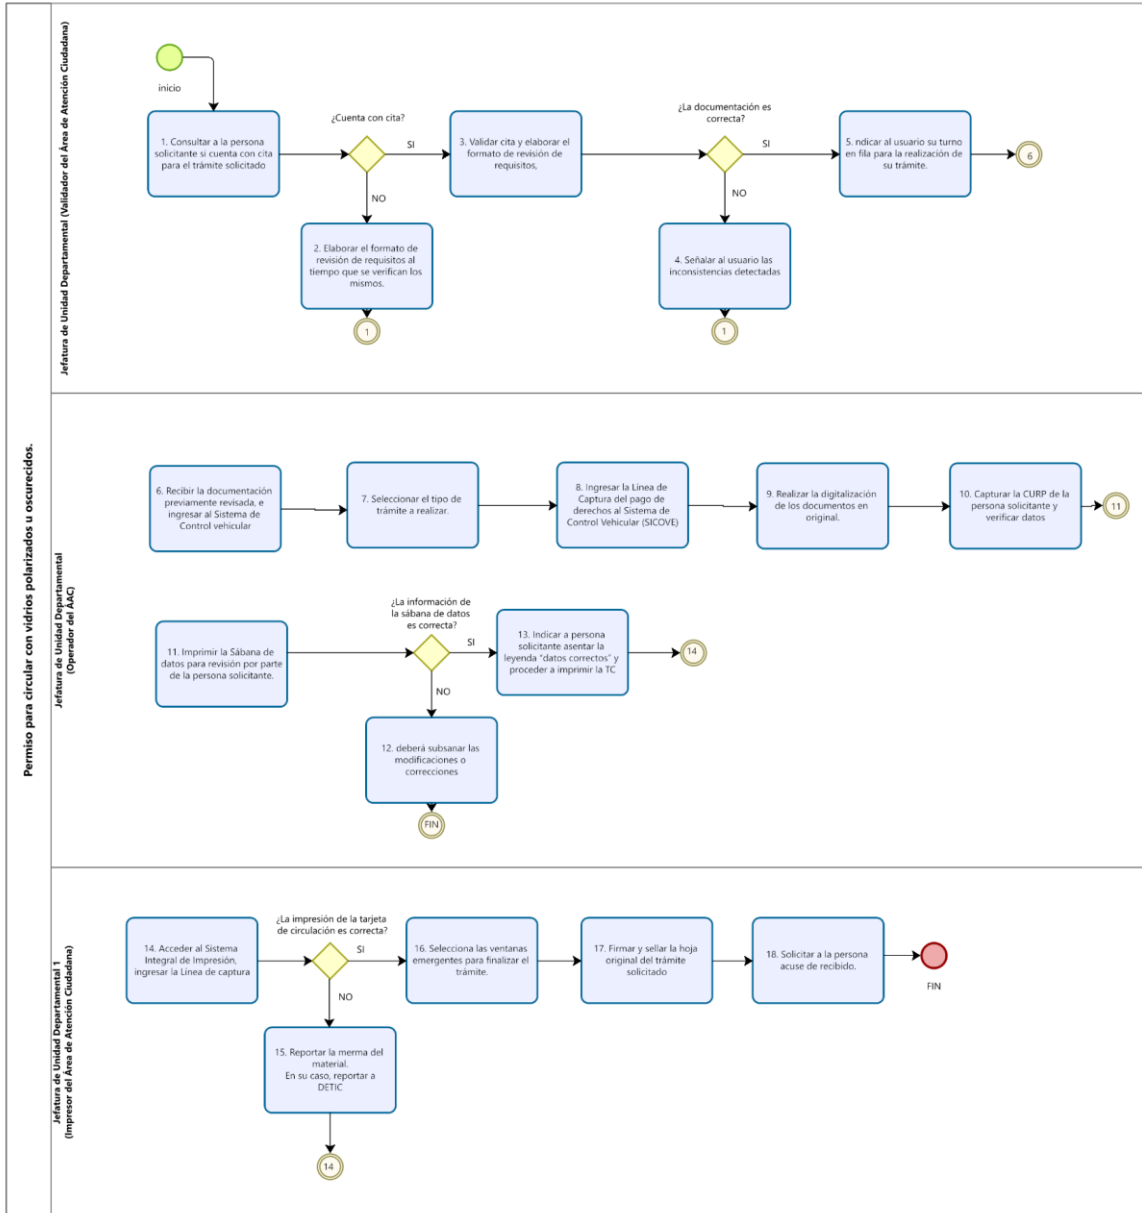 Permiso para circular con vidrios polarizados u oscurecidos.
Jefatura de Unidad Departamental (Validador del Área de Atención Ciudadana)
inicio
1. Consultar a la persona
solicitante si cuenta con cita
para el trámite solicitado
¿Cuenta con cita?
SI
NO
2. Elaborar el formato de
revisión de requisitos al
tiempo que se verifican los
mismos.
1
3. Validar cita y elaborar el
formato de revisión de
requisitos,
¿La documentación es
correcta?
SI
NO
4. Señalar al usuario las
inconsistencias detectadas
1
5. ndicar al usuario su turno
en fila para la realización de
su trámite.
6
Jefatura de Unidad Departamental
(Operador del AAC)
6. Recibir la documentación
previamente revisada, e
ingresar al Sistema de
Control vehicular
7. Seleccionar el tipo de
trámite a realizar.
8. Ingresar la Línea de
Captura del pago de
derechos al Sistema de
Control Vehicular (SICOVE)
9. Realizar la digitalización
de los documentos en
original.
10. Capturar la CURP de la
persona solicitante y
verificar datos
11
11. Imprimir la Sábana de
datos para revisión por parte
de la persona solicitante.
¿La información de
la sábana de datos
es correcta?
SI
NO
12. deberá subsanar las
modificaciones o
correcciones
FIN
13. Indicar a persona
solicitante asentar la
leyenda "datos correctos" y
proceder a imprimir la TC
14
Jefatura de Unidad Departamental 1
(Impresor del Área de Atención Ciudadana)
14. Acceder al Sistema
Integral de Impresión,
ingresar la Línea de captura
¿La impresión de la tarjeta
de circulación es correcta?
SI
NO
15. Reportar la merma del
material.
En su caso, reportar a
DETIC
14
16. Selecciona las ventanas
emergentes para finalizar el
trámite.
17. Firmar y sellar la hoja
original del trámite
solicitado
18. Solicitar a la persona
acuse de recibido.
FIN